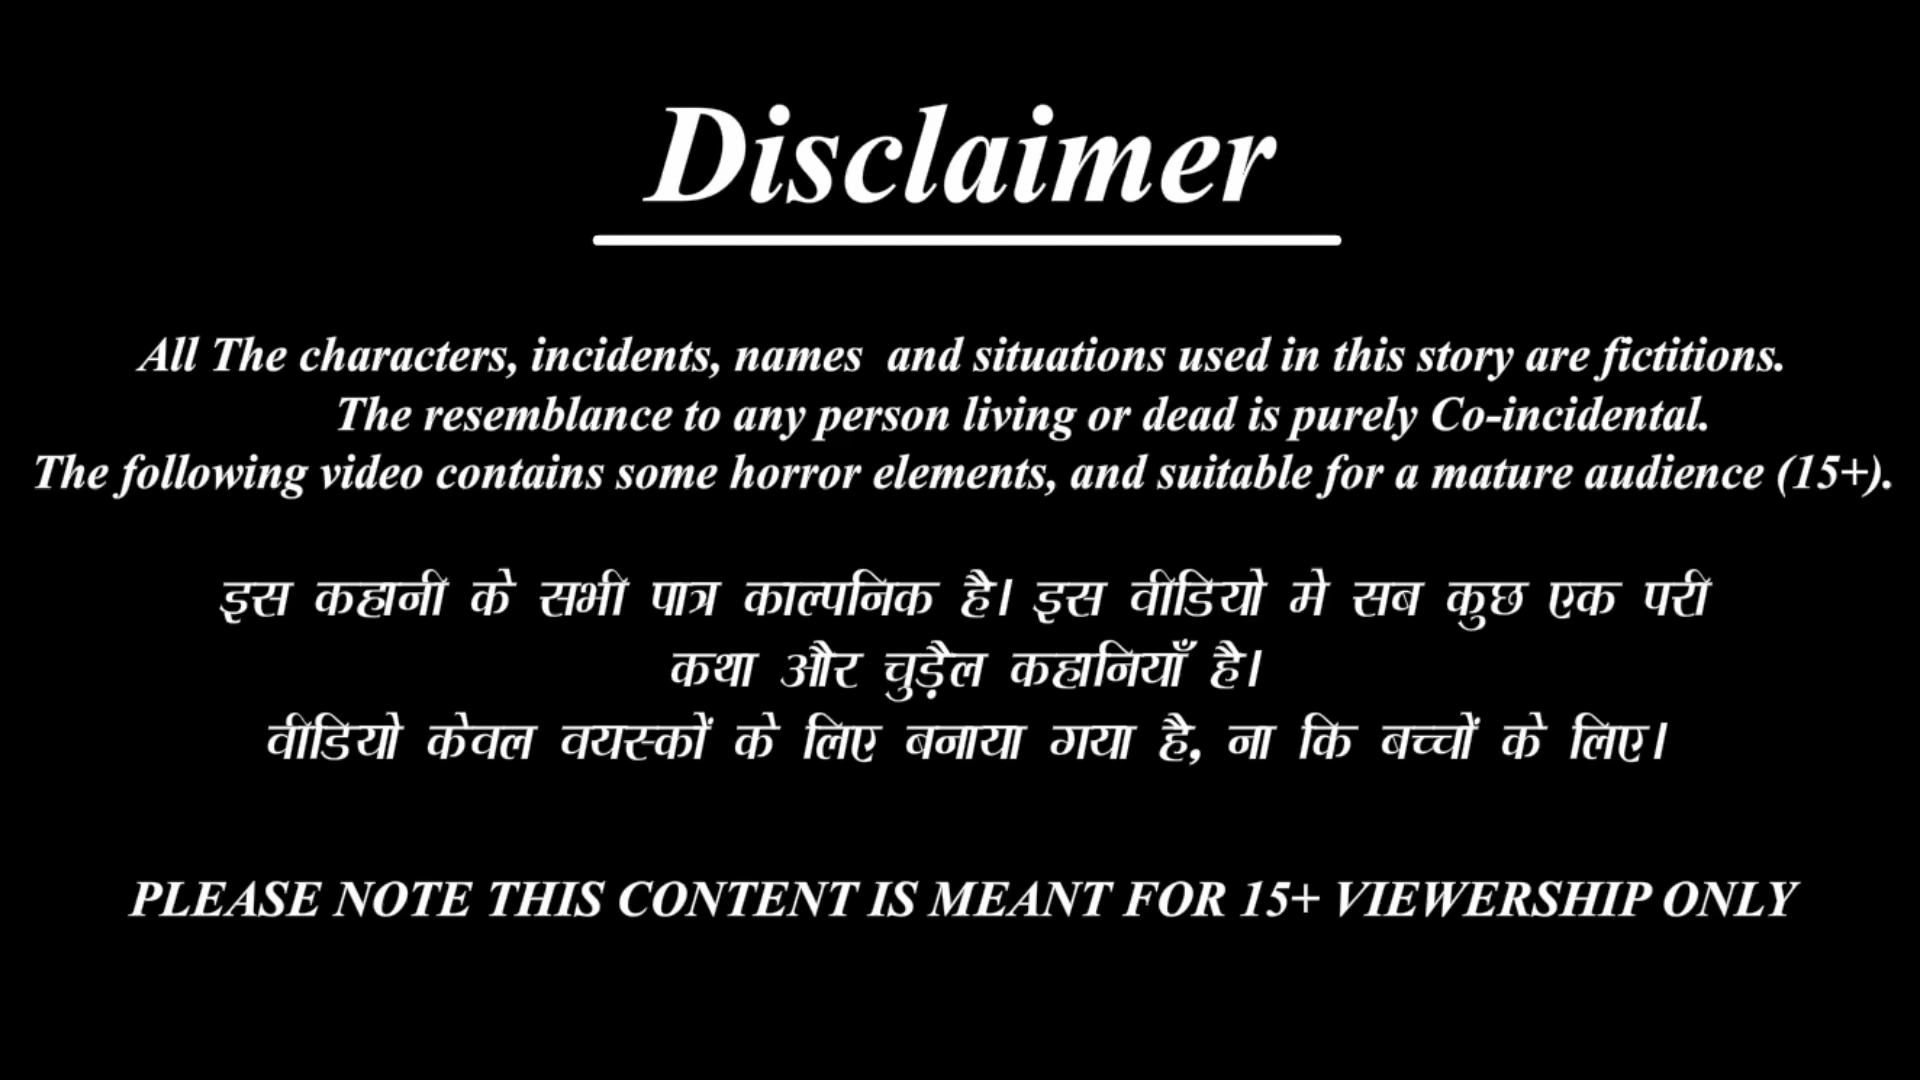 Disclaimer
All The characters, incidents, names and situations used in this story are fictitions.
The resemblance to any person living or dead is purely Co-incidental.
The following video contains some horror elements, and suitable for a mature audience (15+).
इस कहानी के सभी पात्र काल्पनिक है। इस वीडियो मे सब कुछ एक परी
कथा और चुड़ैल कहानियाँ है।
वीडियो केवल वयस्कों के लिए बनाया गया है, ना कि बच्चों के लिए।
PLEASE NOTE THIS CONTENT IS MEANT FOR 15+ VIEWERSHIP ONLY